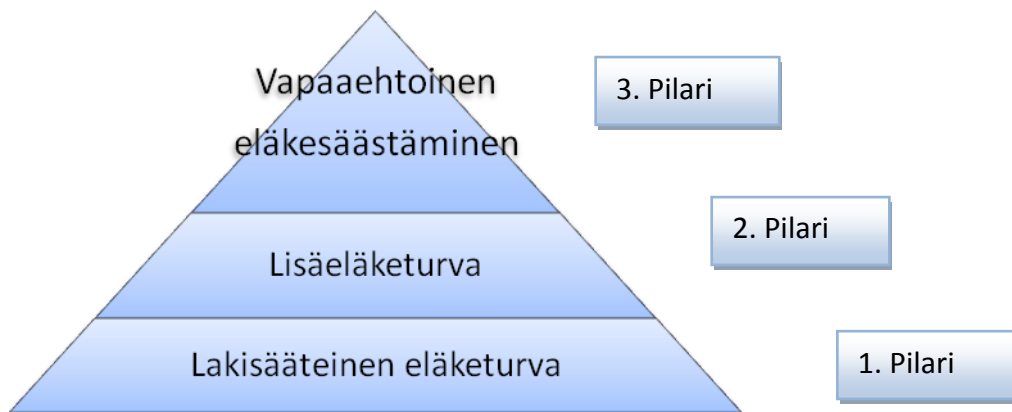 Vapaaehtoinen
eläkesäästäminen
3. Pilari
Lisäeläketurva
2. Pilari
Lakisääteinen eläketurva
1. Pilari